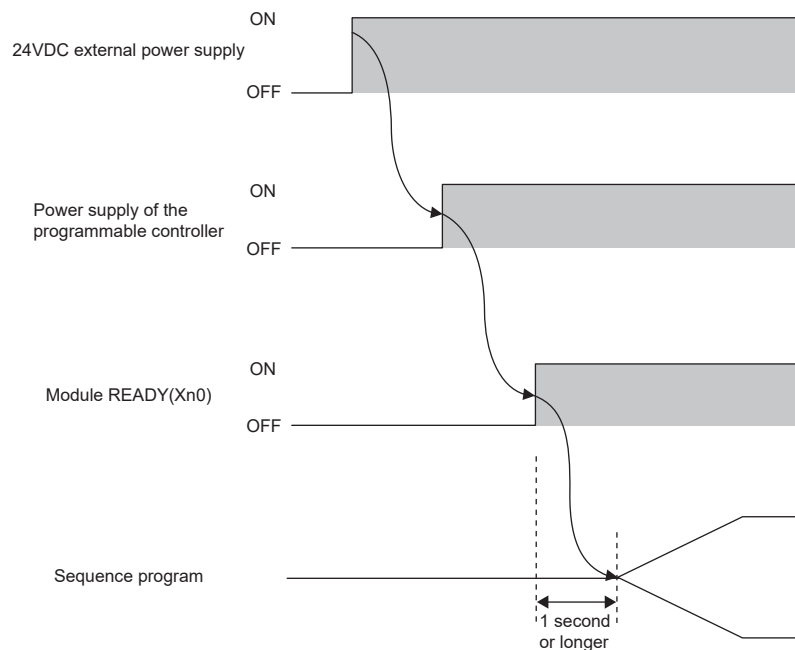 ON
24VDC external power supply
OFF
ON
Power supply of the
programmable controller
OFF
ON
Module READY(Xn0)
OFF
Sequence program
1 second
or longer